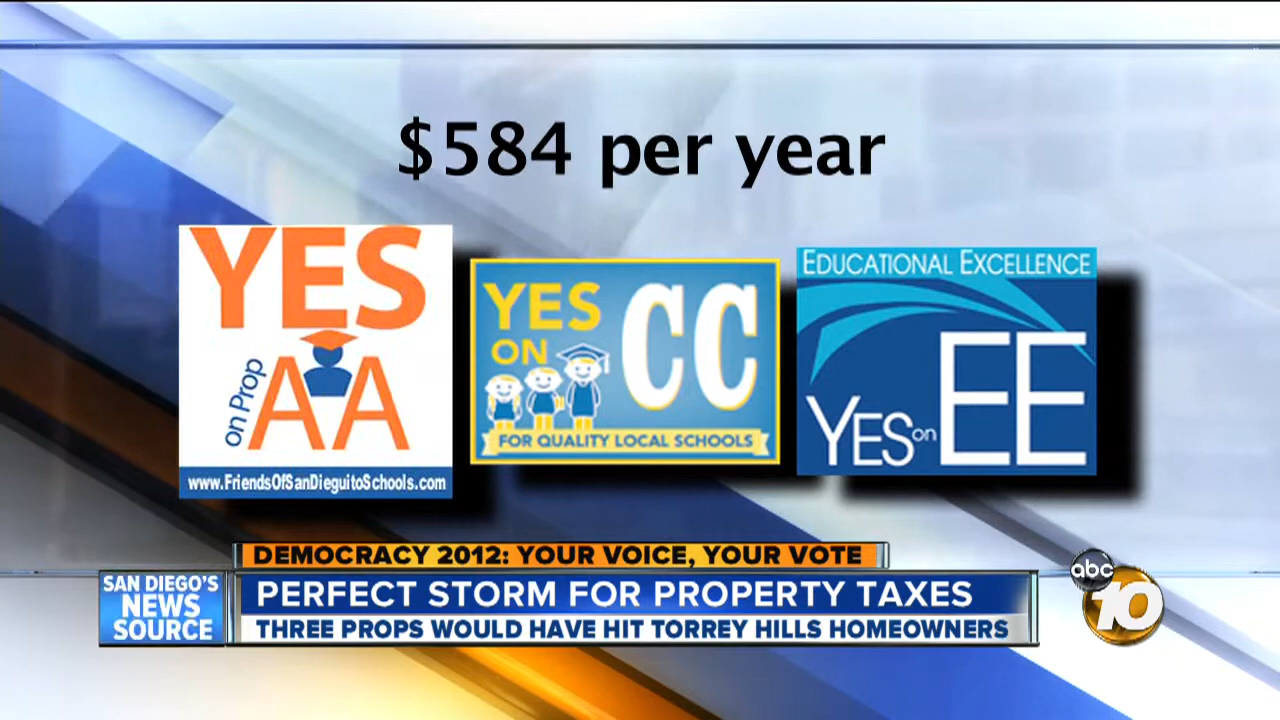 $584 per year
YES
on Prop
AA
www.FriendsOfSanDieguitoSchools.com
YES
ON
CC
FOR QUALITY LOCAL SCHOOLS
EDUCATIONAL EXCELLENCE
YES on EE
DEMOCRACY 2012: YOUR VOICE, YOUR VOTE
SAN DIEGO'S
NEWS
SOURCE
PERFECT STORM FOR PROPERTY TAXES
THREE PROPS WOULD HAVE HIT TORREY HILLS HOMEOWNERS
abc
10